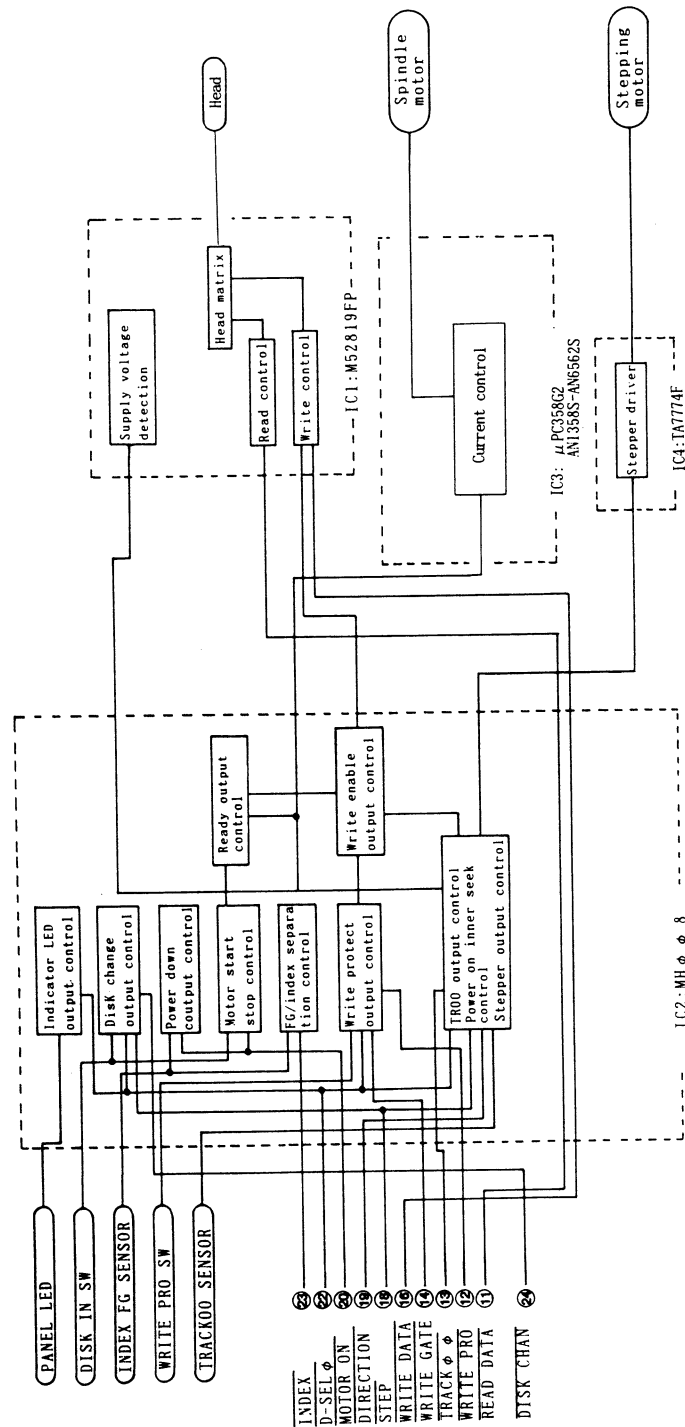 PANEL LED
DISK IN SW
INDEX FG SENSOR
WRITE PRO SW
TRACK00 SENSOR
INDEX
23
D-SELφ
22
MOTOR ON
20
DIRECTION
19
STEP
18
WRITE DATA
16
WRITE GATE
14
TRACKφφ
13
WRITE PRO
12
READ DATA
11
DISK CHAN
24
Indicator LED
output control
DisK change
output control
Power down
coutput control
Motor start
stop control
FG/index separa
tion control
Write protect
output control
TR00 output control
Power on inner seek
control
Stepper output control
Ready output
control
Write enable
output control
IC2:MHφφ8
Supply voltage
detection
Head matrix
Read control
Write control
IC1:M52819FP
Current control
IC3: μPC358G2
AN1358S-AN6562S
Stepper driver
IC4:TA7774F
Head
Spindle
motor
Stepping
motor